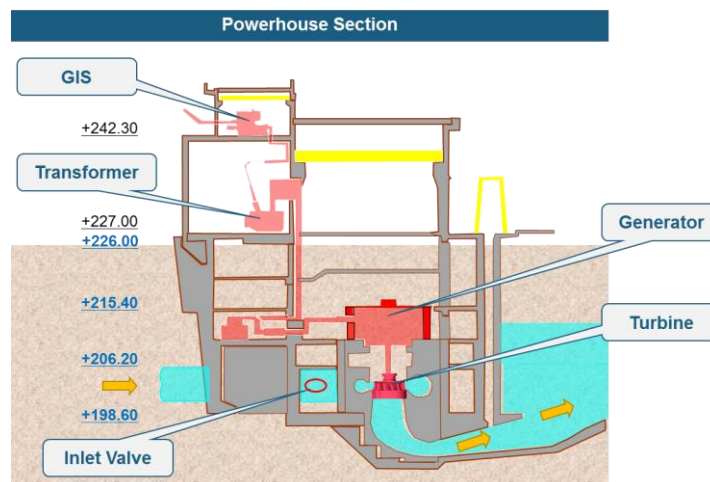 Powerhouse Section
GIS
+242.30
Transformer
+227.00
+226.00
Generator
+215.40
Turbine
+206.20
+198.60
Inlet Valve